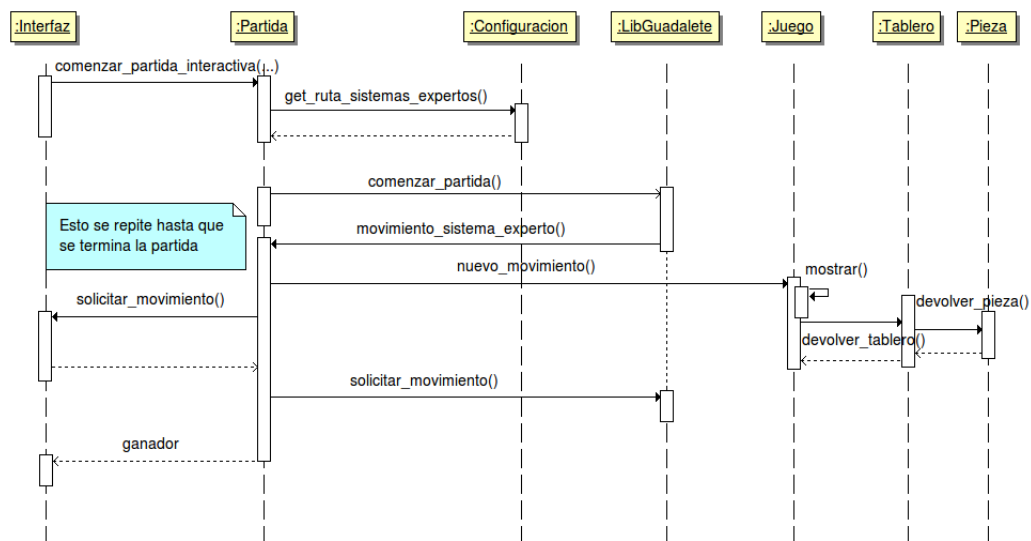 :Interfaz
:Partida
:Configuracion
:LibGuadalete
:Juego
:Tablero
:Pieza
comenzar_partida_interactiva(...)
get_ruta_sistemas_expertos()
comenzar_partida()
Esto se repite hasta que
se termina la partida
movimiento_sistema_experto()
nuevo_movimiento()
mostrar()
solicitar_movimiento()
devolver_pieza()
devolver_tablero()
solicitar_movimiento()
ganador